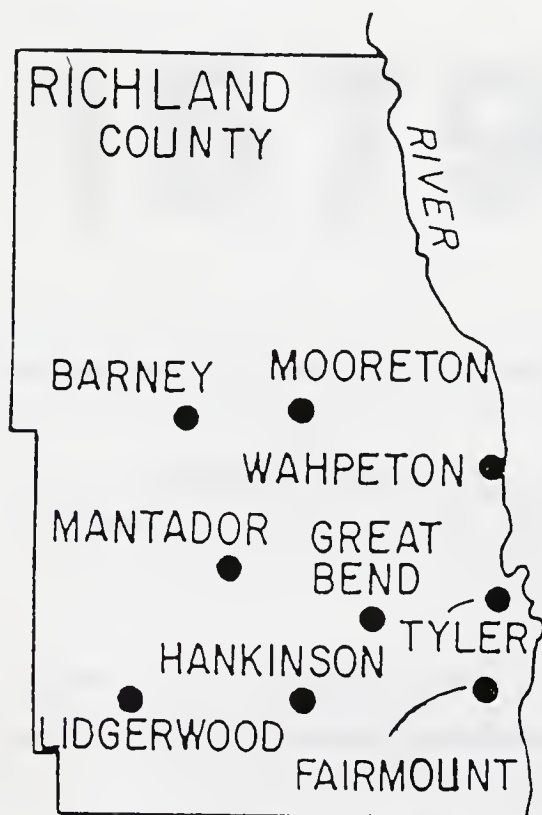 RICHLAND
COUNTY
RIVER
BARNEY
MOORETON
WAHPETON
MANTADOR
GREAT
BEND
TYLER
HANKINSON
LIDGERWOOD
FAIRMOUNT